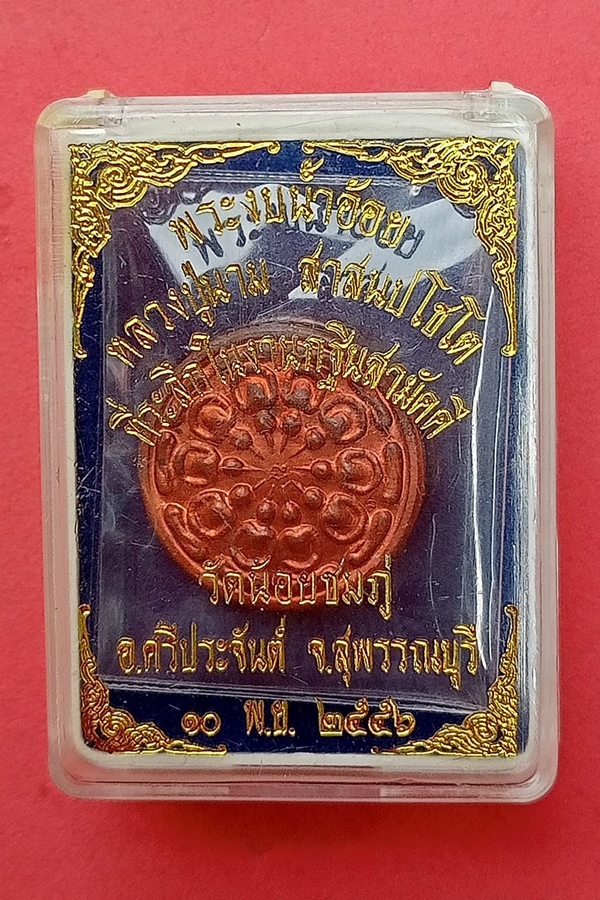 พระงบน้ำอ้อย
หลวงปู่นาม สาสนปโชโต
ที่ระลึกในงานกฐินสามัคคี
วัดน้อยชมภู่
อ.ศรีประจันต์ จ.สุพรรณบุรี
๑๐ พ.ย. ๒๕๕๖